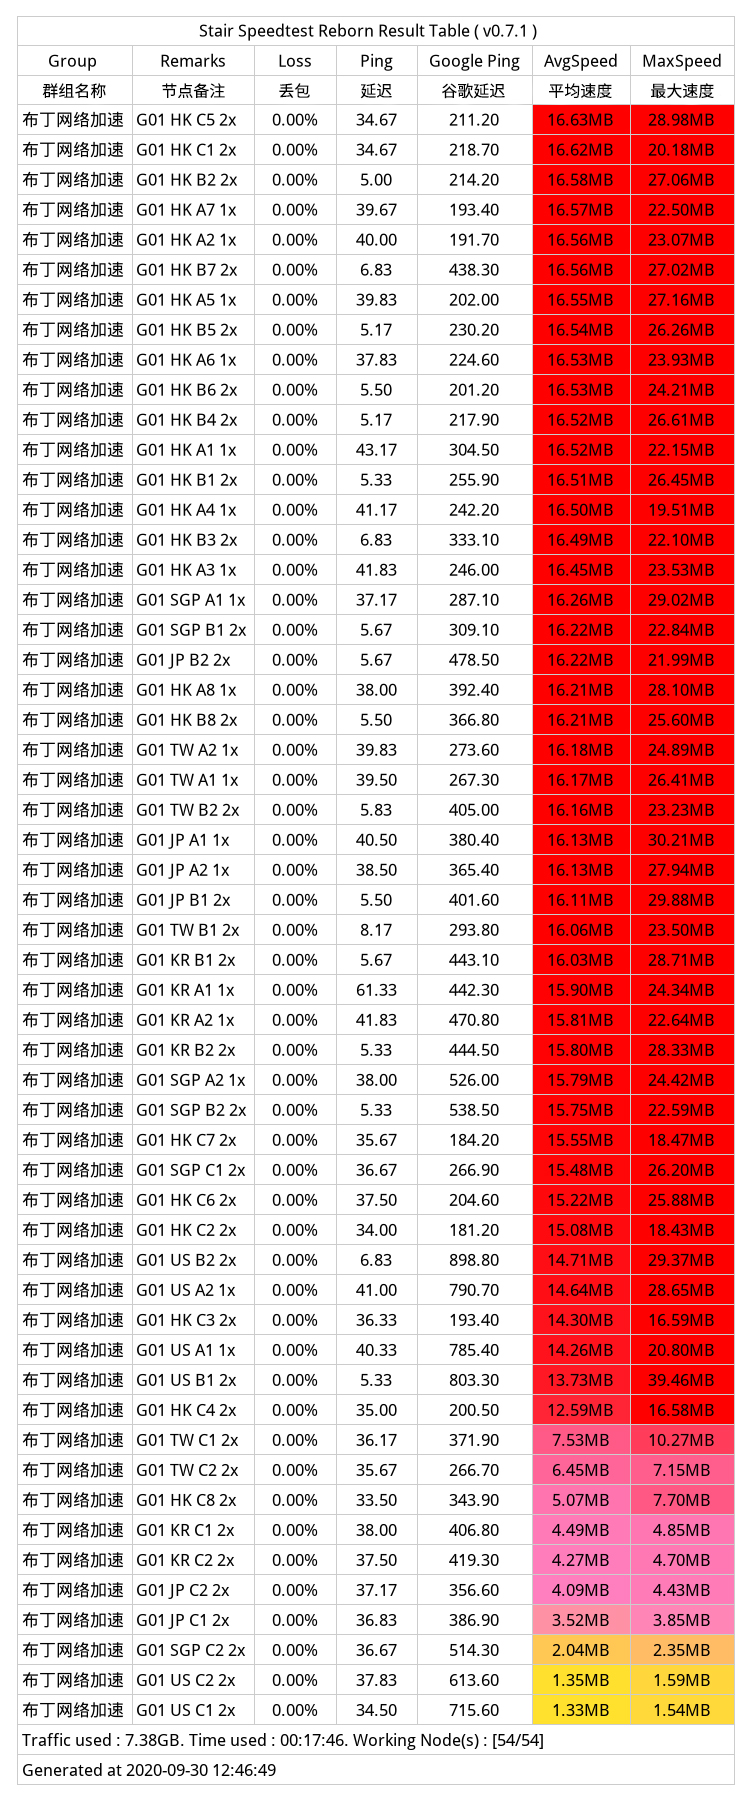 Stair Speedtest Reborn Result Table ( v0.7.1 )
Group Remarks Loss Ping Google Ping AvgSpeed MaxSpeed
群组名称 节点备注 丢包 延迟 谷歌延迟 平均速度 最大速度
布丁网络加速 G01 HK C5 2x 0.00% 34.67 211.20 16.63MB 28.98MB
布丁网络加速 G01 HK C1 2x 0.00% 34.67 218.70 16.62MB 20.18MB
布丁网络加速 G01 HK B2 2x 0.00% 5.00 214.20 16.58MB 27.06MB
布丁网络加速 G01 HK A7 1x 0.00% 39.67 193.40 16.57MB 22.50MB
布丁网络加速 G01 HK A2 1x 0.00% 40.00 191.70 16.56MB 23.07MB
布丁网络加速 G01 HK B7 2x 0.00% 6.83 438.30 16.56MB 27.02MB
布丁网络加速 G01 HK A5 1x 0.00% 39.83 202.00 16.55MB 27.16MB
布丁网络加速 G01 HK B5 2x 0.00% 5.17 230.20 16.54MB 26.26MB
布丁网络加速 G01 HK A6 1x 0.00% 37.83 224.60 16.53MB 23.93MB
布丁网络加速 G01 HK B6 2x 0.00% 5.50 201.20 16.53MB 24.21MB
布丁网络加速 G01 HK B4 2x 0.00% 5.17 217.90 16.52MB 26.61MB
布丁网络加速 G01 HK A1 1x 0.00% 43.17 304.50 16.52MB 22.15MB
布丁网络加速 G01 HK B1 2x 0.00% 5.33 255.90 16.51MB 26.45MB
布丁网络加速 G01 HK A4 1x 0.00% 41.17 242.20 16.50MB 19.51MB
布丁网络加速 G01 HK B3 2x 0.00% 6.83 333.10 16.49MB 22.10MB
布丁网络加速 G01 HK A3 1x 0.00% 41.83 246.00 16.45MB 23.53MB
布丁网络加速 G01 SGP A1 1x 0.00% 37.17 287.10 16.26MB 29.02MB
布丁网络加速 G01 SGP B1 2x 0.00% 5.67 309.10 16.22MB 22.84MB
布丁网络加速 G01 JP B2 2x 0.00% 5.67 478.50 16.22MB 21.99MB
布丁网络加速 G01 HK A8 1x 0.00% 38.00 392.40 16.21MB 28.10MB
布丁网络加速 G01 HK B8 2x 0.00% 5.50 366.80 16.21MB 25.60MB
布丁网络加速 G01 TW A2 1x 0.00% 39.83 273.60 16.18MB 24.89MB
布丁网络加速 G01 TW A1 1x 0.00% 39.50 267.30 16.17MB 26.41MB
布丁网络加速 G01 TW B2 2x 0.00% 5.83 405.00 16.16MB 23.23MB
布丁网络加速 G01 JP A1 1x 0.00% 40.50 380.40 16.13MB 30.21MB
布丁网络加速 G01 JP A2 1x 0.00% 38.50 365.40 16.13MB 27.94MB
布丁网络加速 G01 JP B1 2x 0.00% 5.50 401.60 16.11MB 29.88MB
布丁网络加速 G01 TW B1 2x 0.00% 8.17 293.80 16.06MB 23.50MB
布丁网络加速 G01 KR B1 2x 0.00% 5.67 443.10 16.03MB 28.71MB
布丁网络加速 G01 KR A1 1x 0.00% 61.33 442.30 15.90MB 24.34MB
布丁网络加速 G01 KR A2 1x 0.00% 41.83 470.80 15.81MB 22.64MB
布丁网络加速 G01 KR B2 2x 0.00% 5.33 444.50 15.80MB 28.33MB
布丁网络加速 G01 SGP A2 1x 0.00% 38.00 526.00 15.79MB 24.42MB
布丁网络加速 G01 SGP B2 2x 0.00% 5.33 538.50 15.75MB 22.59MB
布丁网络加速 G01 HK C7 2x 0.00% 35.67 184.20 15.55MB 18.47MB
布丁网络加速 G01 SGP C1 2x 0.00% 36.67 266.90 15.48MB 26.20MB
布丁网络加速 G01 HK C6 2x 0.00% 37.50 204.60 15.22MB 25.88MB
布丁网络加速 G01 HK C2 2x 0.00% 34.00 181.20 15.08MB 18.43MB
布丁网络加速 G01 US B2 2x 0.00% 6.83 898.80 14.71MB 29.37MB
布丁网络加速 G01 US A2 1x 0.00% 41.00 790.70 14.64MB 28.65MB
布丁网络加速 G01 HK C3 2x 0.00% 36.33 193.40 14.30MB 16.59MB
布丁网络加速 G01 US A1 1x 0.00% 40.33 785.40 14.26MB 20.80MB
布丁网络加速 G01 US B1 2x 0.00% 5.33 803.30 13.73MB 39.46MB
布丁网络加速 G01 HK C4 2x 0.00% 35.00 200.50 12.59MB 16.58MB
布丁网络加速 G01 TW C1 2x 0.00% 36.17 371.90 7.53MB 10.27MB
布丁网络加速 G01 TW C2 2x 0.00% 35.67 266.70 6.45MB 7.15MB
布丁网络加速 G01 HK C8 2x 0.00% 33.50 343.90 5.07MB 7.70MB
布丁网络加速 G01 KR C1 2x 0.00% 38.00 406.80 4.49MB 4.85MB
布丁网络加速 G01 KR C2 2x 0.00% 37.50 419.30 4.27MB 4.70MB
布丁网络加速 G01 JP C2 2x 0.00% 37.17 356.60 4.09MB 4.43MB
布丁网络加速 G01 JP C1 2x 0.00% 36.83 386.90 3.52MB 3.85MB
布丁网络加速 G01 SGP C2 2x 0.00% 36.67 514.30 2.04MB 2.35MB
布丁网络加速 G01 US C2 2x 0.00% 37.83 613.60 1.35MB 1.59MB
布丁网络加速 G01 US C1 2x 0.00% 34.50 715.60 1.33MB 1.54MB
Traffic used : 7.38GB. Time used : 00:17:46. Working Node(s) : [54/54]
Generated at 2020-09-30 12:46:49